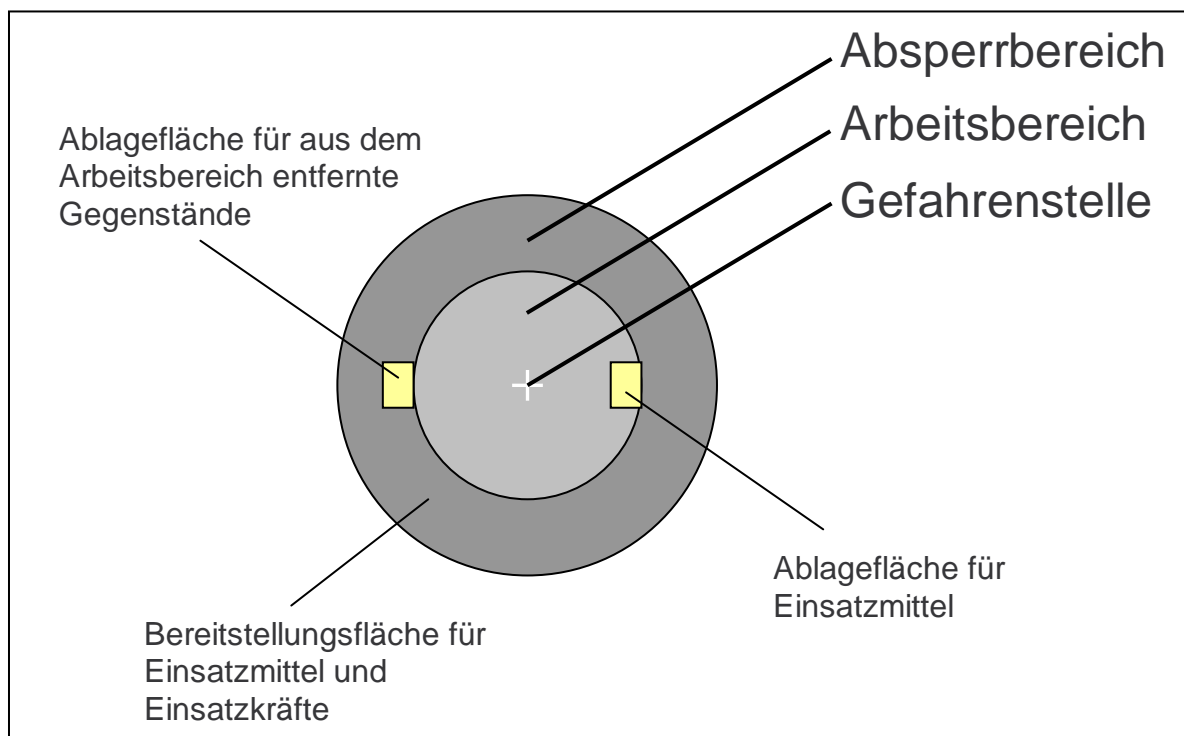 Absperrbereich
Arbeitsbereich
Gefahrenstelle
Ablagefläche für aus dem
Arbeitsbereich entfernte
Gegenstände
Ablagefläche für
Einsatzmittel
Bereitstellungsfläche für
Einsatzmittel und
Einsatzkräfte